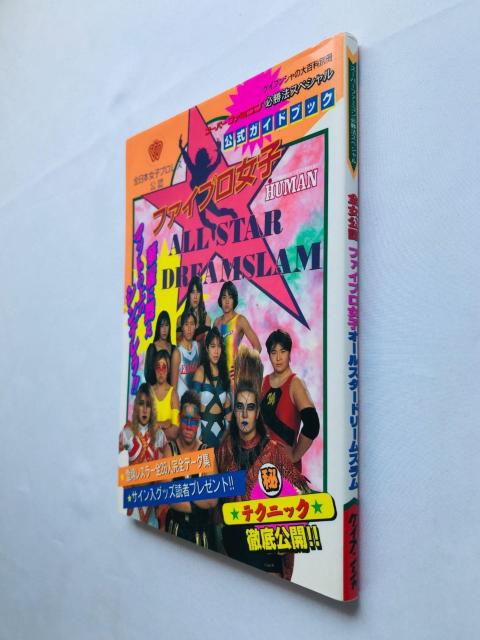 ケイブンシャの大百科別冊
スーパーファミコン必勝法スペシャル
公式ガイドブック
全日本女子プロレス
公認
ファイプロ女子
HUMAN
ALL STAR
DREAMSLAM
登場レスラー全28人完全データ集
★サイン入グッズ読者プレゼント!!
㊙
★テクニック★
徹底公開!!
全女公認 ファイプロ女子オールスタードリームスラム
ケイブンシャ